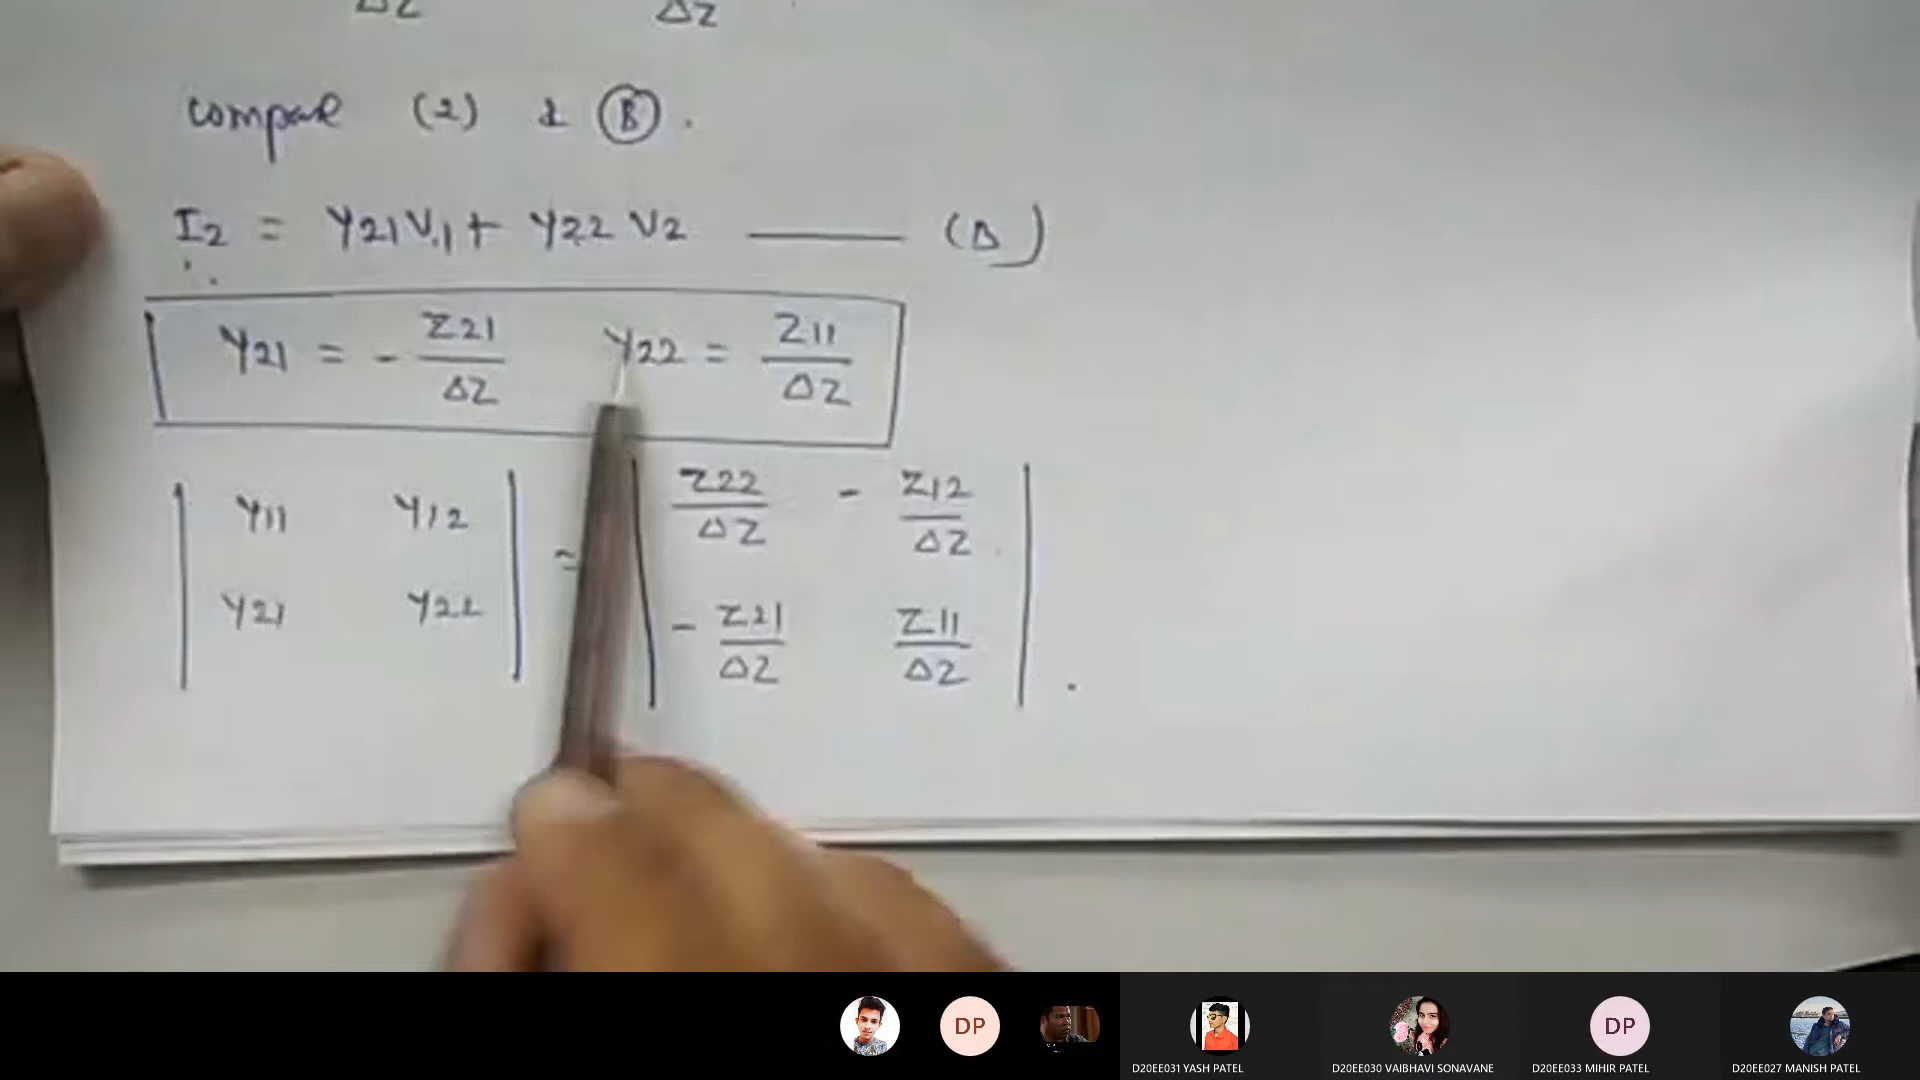 ΔZ ΔZ
compare (2) & (B).
I2 = Y21V1 + Y22 V2 —— (Δ)
Y21 = - Z21/ΔZ Y22 = Z11/ΔZ
| Y11 Y12 | = | Z22/ΔZ - Z12/ΔZ |
| Y21 Y22 | | - Z21/ΔZ Z11/ΔZ | .
DP DP
D20EE031 YASH PATEL D20EE030 VAIBHAVI SONAVANE D20EE033 MIHIR PATEL D20EE027 MANISH PATEL